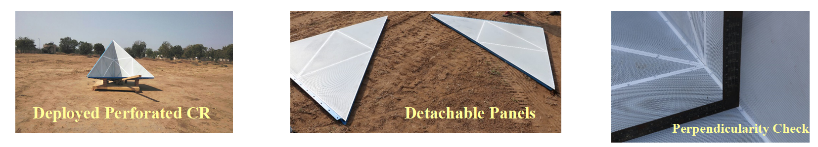 Deployed Perforated CR
Detachable Panels
Perpendicularity Check